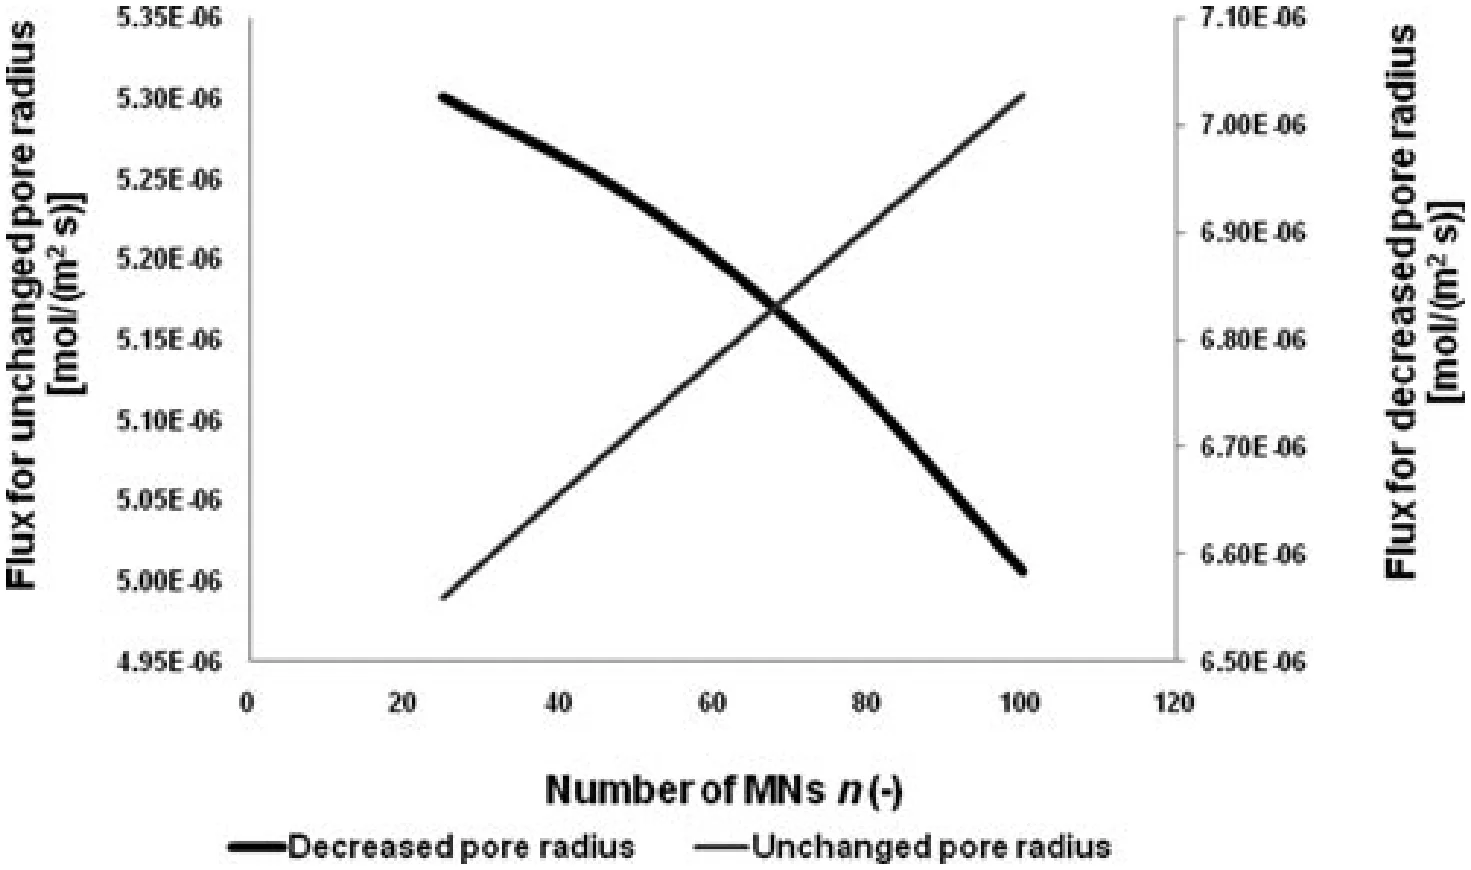 Flux for unchanged pore radius
[mol/(m² s)]
5.35E-06
5.30E-06
5.25E-06
5.20E-06
5.15E-06
5.10E-06
5.05E-06
5.00E-06
4.95E-06
7.10E-06
7.00E-06
6.90E-06
6.80E-06
6.70E-06
6.60E-06
6.50E-06
Flux for decreased pore radius
[mol/(m² s)]
0 20 40 60 80 100 120
Number of MNs n (-)
Decreased pore radius Unchanged pore radius